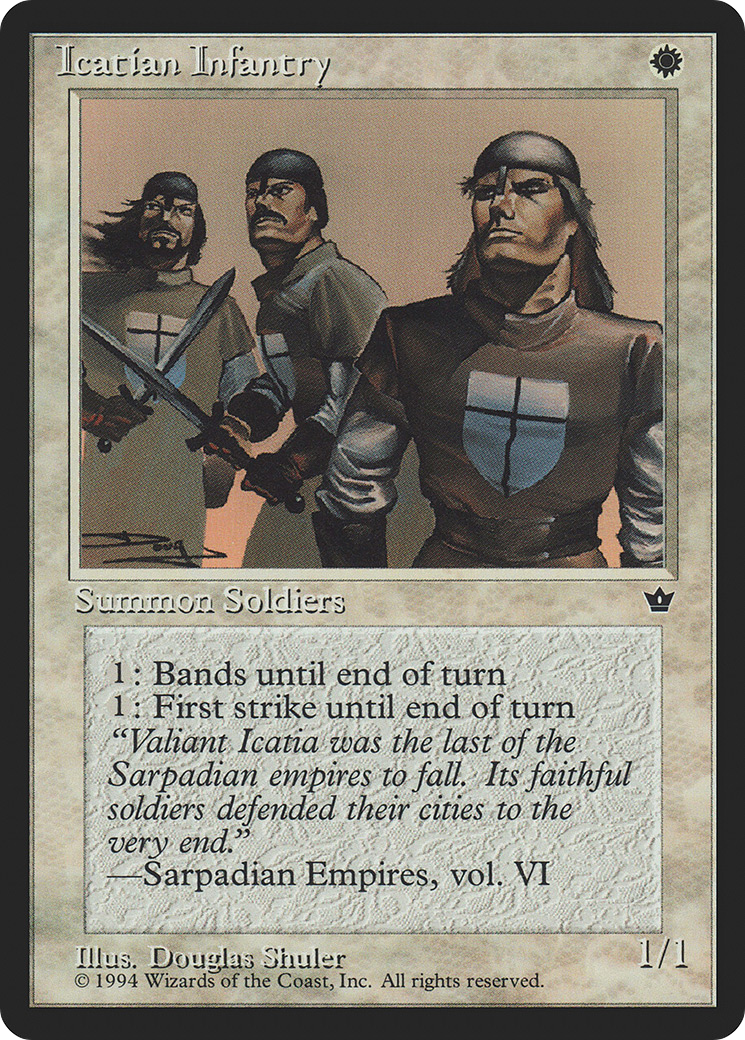 Icatian Infantry
Doug
Summon Soldiers
1: Bands until end of turn
1: First strike until end of turn
“Valiant Icatia was the last of the
Sarpadian empires to fall. Its faithful
soldiers defended their cities to the
very end.”
—Sarpadian Empires, vol. VI
Illus. Douglas Shuler
1/1
© 1994 Wizards of the Coast, Inc. All rights reserved.